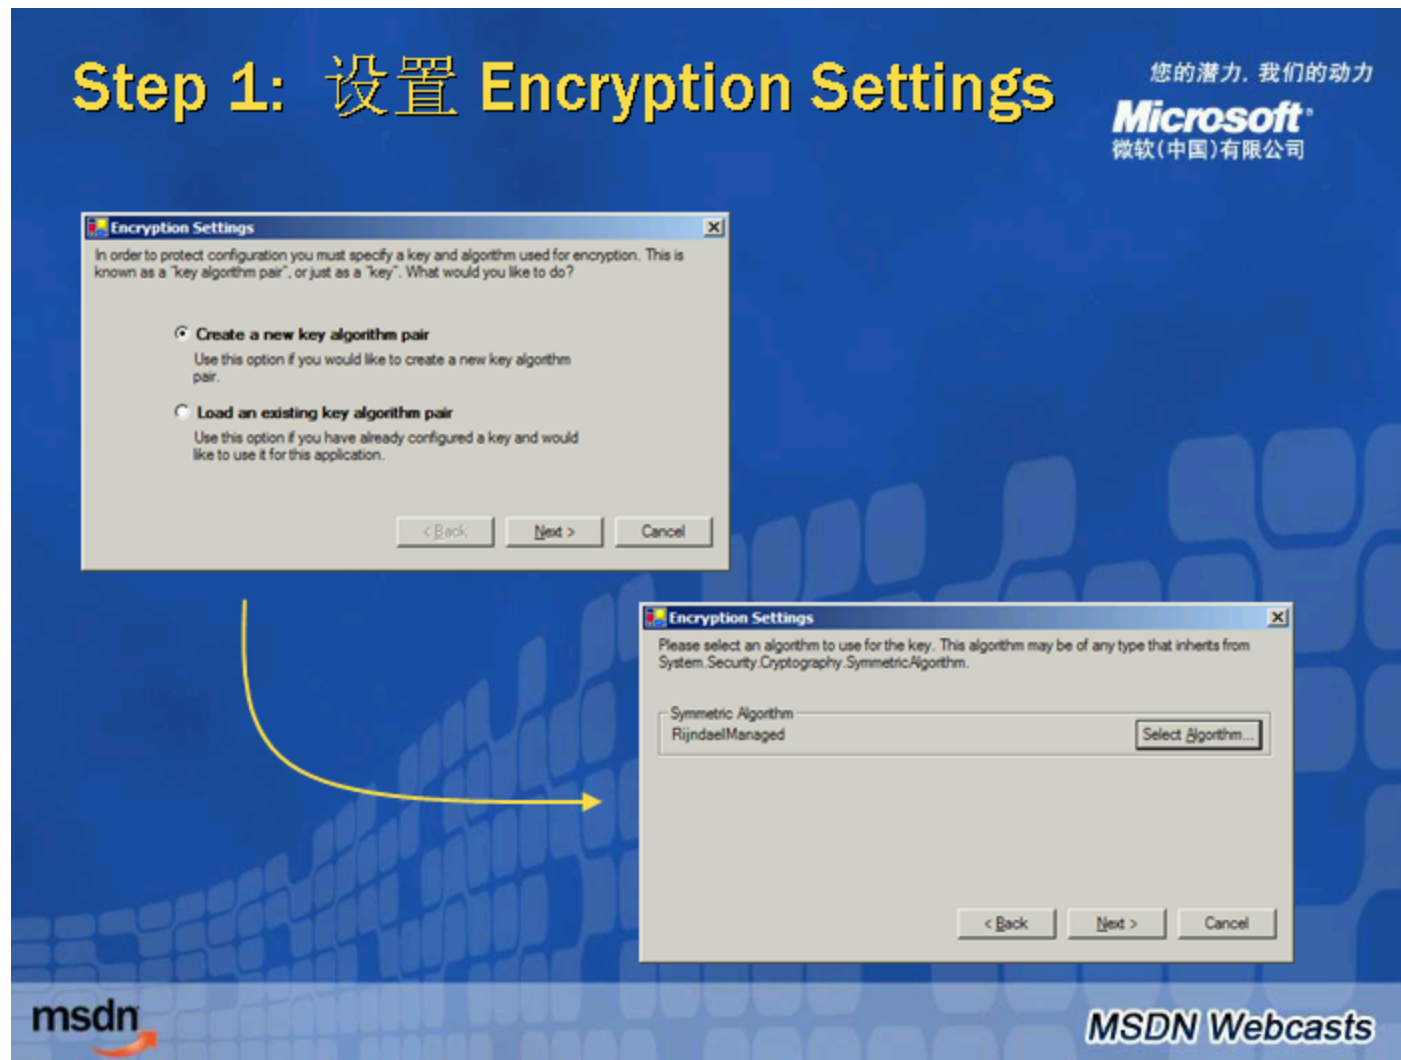 Step 1: 设置 Encryption Settings
您的潜力. 我们的动力
Microsoft
微软(中国)有限公司
Encryption Settings
In order to protect configuration you must specify a key and algorithm used for encryption. This is
known as a "key algorithm pair", or just as a "key". What would you like to do?
Create a new key algorithm pair
Use this option if you would like to create a new key algorithm
pair.
Load an existing key algorithm pair
Use this option if you have already configured a key and would
like to use it for this application.
< Back Next > Cancel
Encryption Settings
Please select an algorithm to use for the key. This algorithm may be of any type that inherits from
System.Security.Cryptography.SymmetricAlgorithm.
Symmetric Algorithm
RijndaelManaged Select Algorithm...
< Back Next > Cancel
msdn
MSDN Webcasts